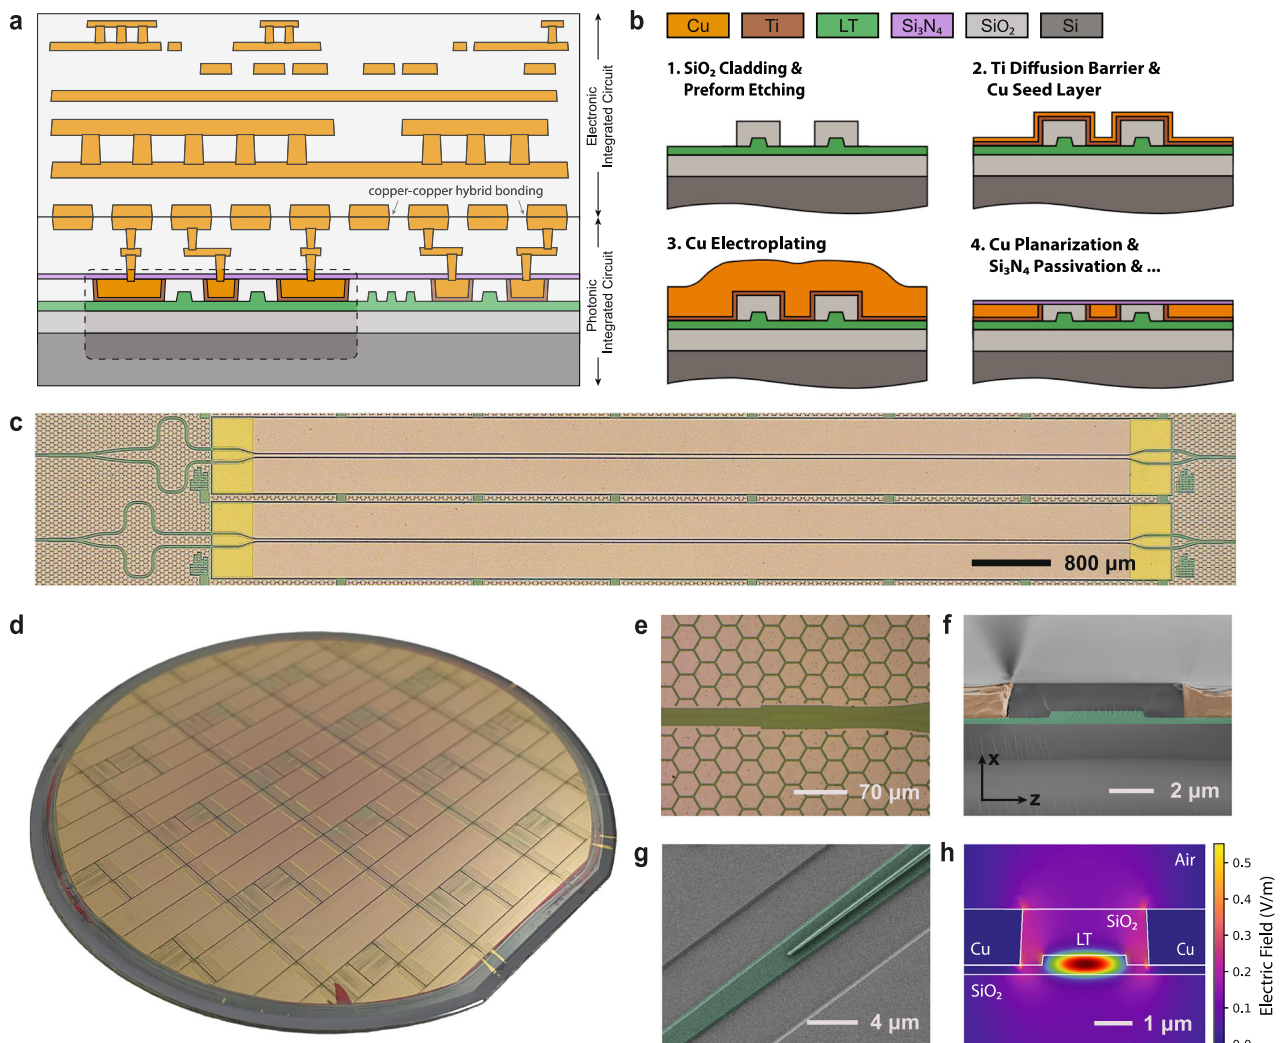 a
Electronic
Integrated Circuit
copper-copper hybrid bonding
Photonic
Integrated Circuit
b
Cu
Ti
LT
Si₃N₄
SiO₂
Si
1. SiO₂ Cladding &
Preform Etching
2. Ti Diffusion Barrier &
Cu Seed Layer
3. Cu Electroplating
4. Cu Planarization &
Si₃N₄ Passivation & ...
c
800 µm
d
e
70 µm
f
x
z
2 µm
g
4 µm
h
Air
SiO₂
LT
Cu
Cu
SiO₂
1 µm
0.5
0.4
0.3
0.2
0.1
0.0
Electric Field (V/m)